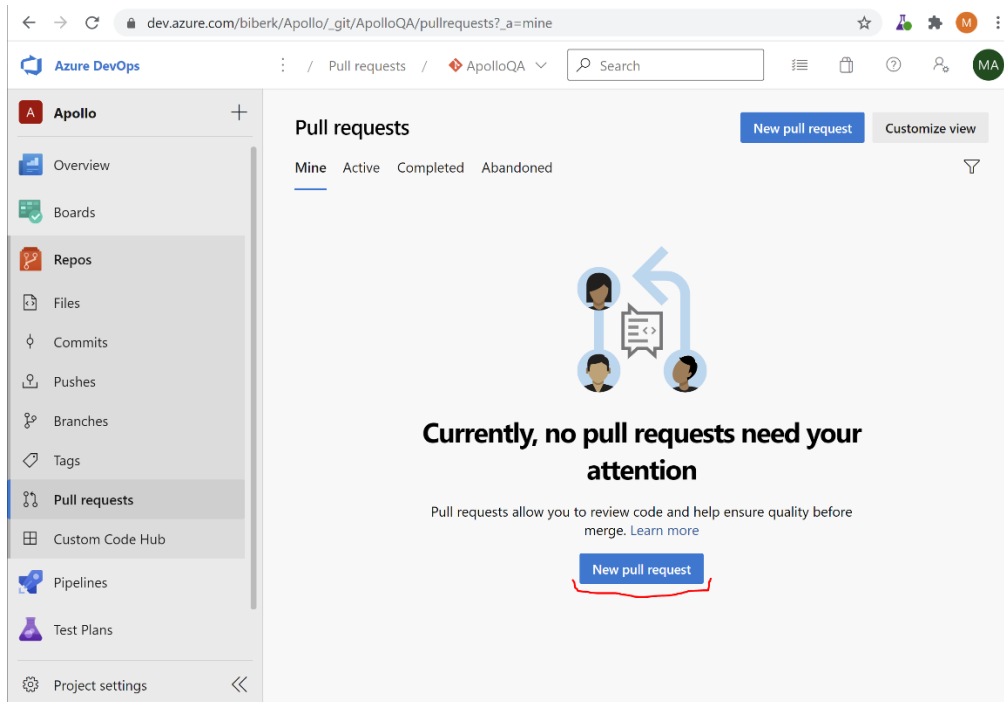 dev.azure.com/biberk/Apollo/_git/ApolloQA/pullrequests?_a=mine
M
Azure DevOps
/ Pull requests / ApolloQA
Search
MA
A Apollo
Overview
Boards
Repos
Files
Commits
Pushes
Branches
Tags
Pull requests
Custom Code Hub
Pipelines
Test Plans
Project settings
Pull requests
New pull request
Customize view
Mine Active Completed Abandoned
Currently, no pull requests need your
attention
Pull requests allow you to review code and help ensure quality before
merge. Learn more
New pull request